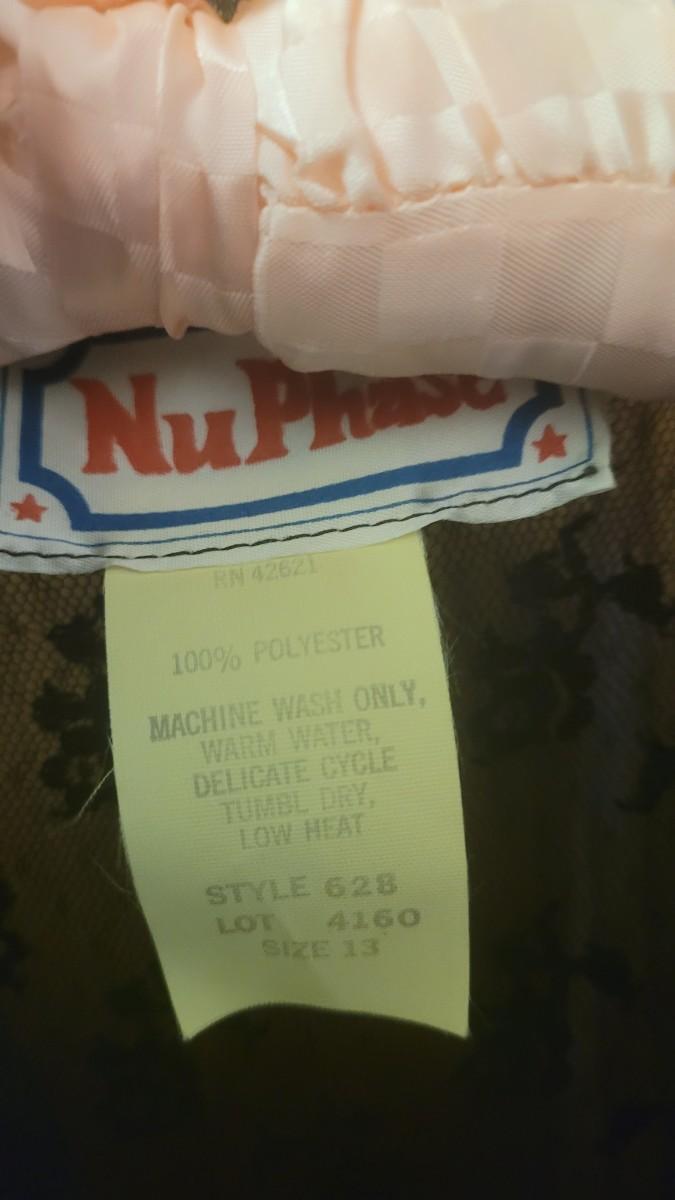 NuPhase
RN 42621
100% POLYESTER
MACHINE WASH ONLY,
WARM WATER,
DELICATE CYCLE
TUMBL DRY,
LOW HEAT
STYLE 628
LOT 4160
SIZE 13